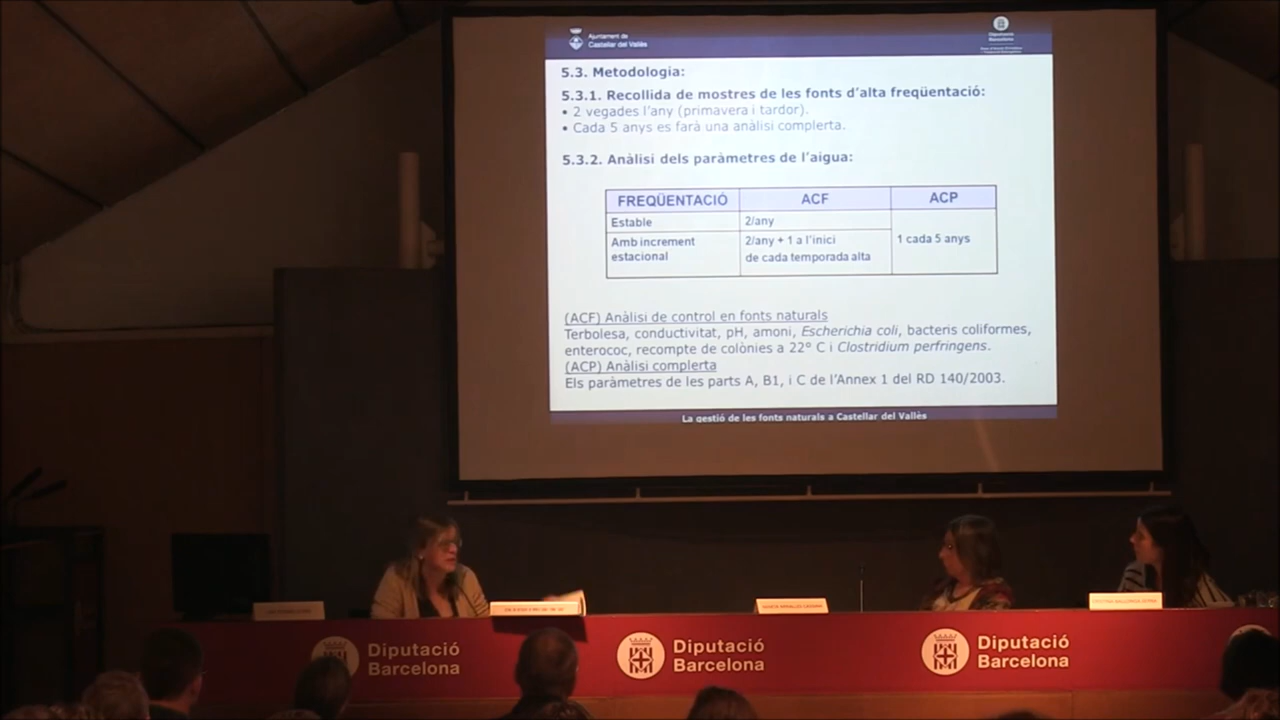 Ajuntament de
Castellar del Vallès
Diputació
Barcelona
5.3. Metodologia:
5.3.1. Recollida de mostres de les fonts d'alta freqüentació:
• 2 vegades l'any (primavera i tardor).
• Cada 5 anys es farà una anàlisi complerta.
5.3.2. Anàlisi dels paràmetres de l'aigua:
FREQÜENTACIÓ ACF ACP
Estable 2/any
Amb increment estacional 2/any + 1 a l'inici de cada temporada alta 1 cada 5 anys
(ACF) Anàlisi de control en fonts naturals
Terbolesa, conductivitat, pH, amoni, Escherichia coli, bacteris coliformes,
enterococ, recompte de colònies a 22º C i Clostridium perfringens.
(ACP) Anàlisi complerta
Els paràmetres de les parts A, B1, i C de l'Annex 1 del RD 140/2003.
La gestió de les fonts naturals a Castellar del Vallès
Diputació
Barcelona
Diputació
Barcelona
Diputació
Barcelona